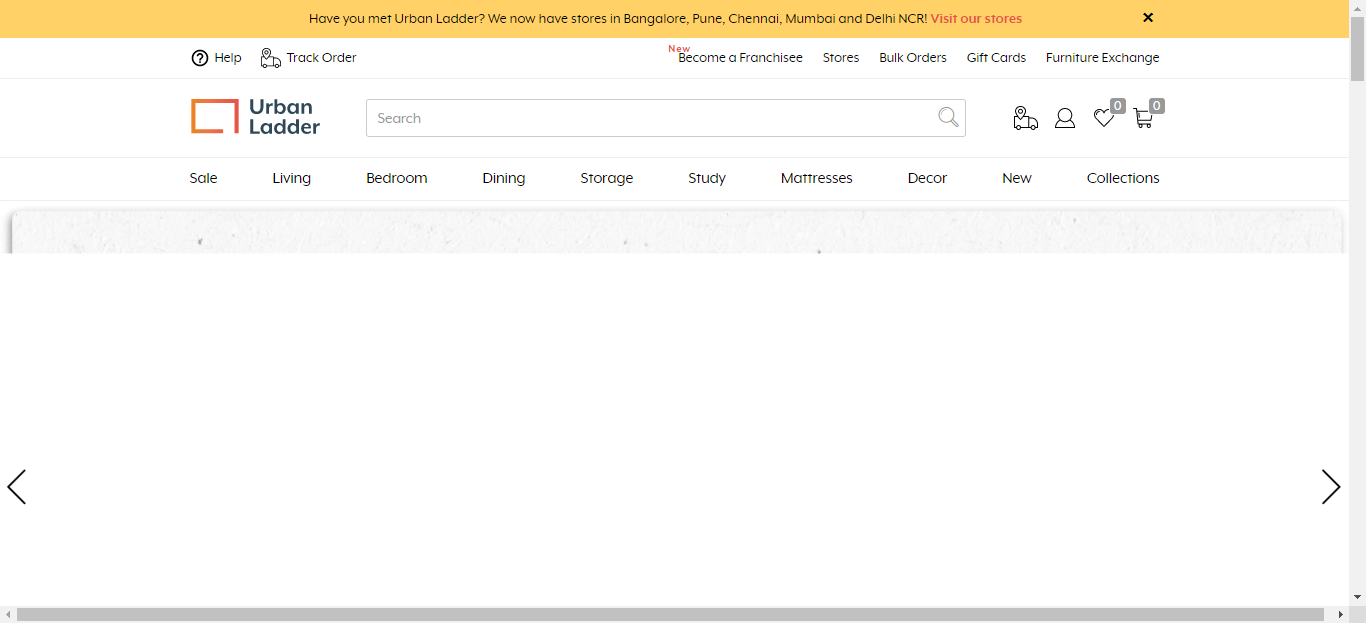 Have you met Urban Ladder? We now have stores in Bangalore, Pune, Chennai, Mumbai and Delhi NCR! Visit our stores
Help Track Order New Become a Franchisee Stores Bulk Orders Gift Cards Furniture Exchange
Urban
Ladder
Search
0 0
Sale Living Bedroom Dining Storage Study Mattresses Decor New Collections